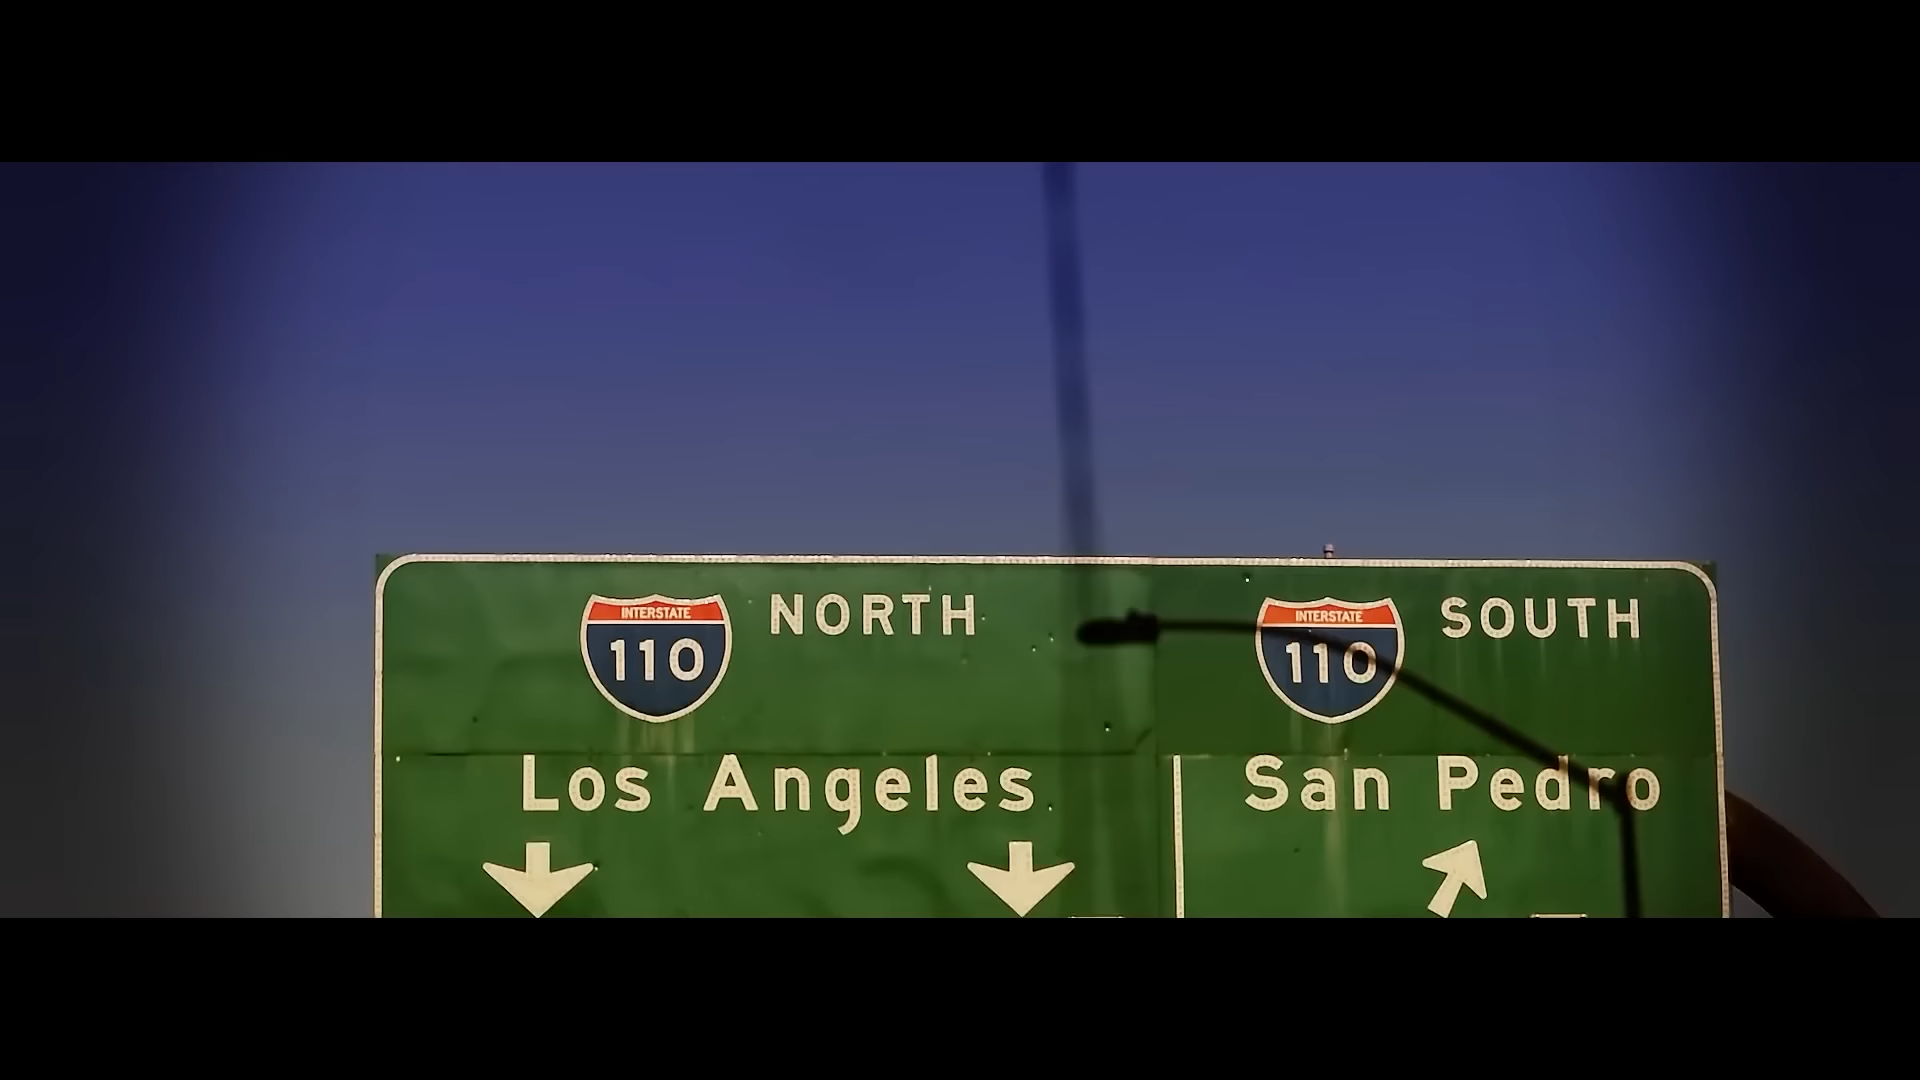 INTERSTATE
110
NORTH
Los Angeles
INTERSTATE
110
SOUTH
San Pedro